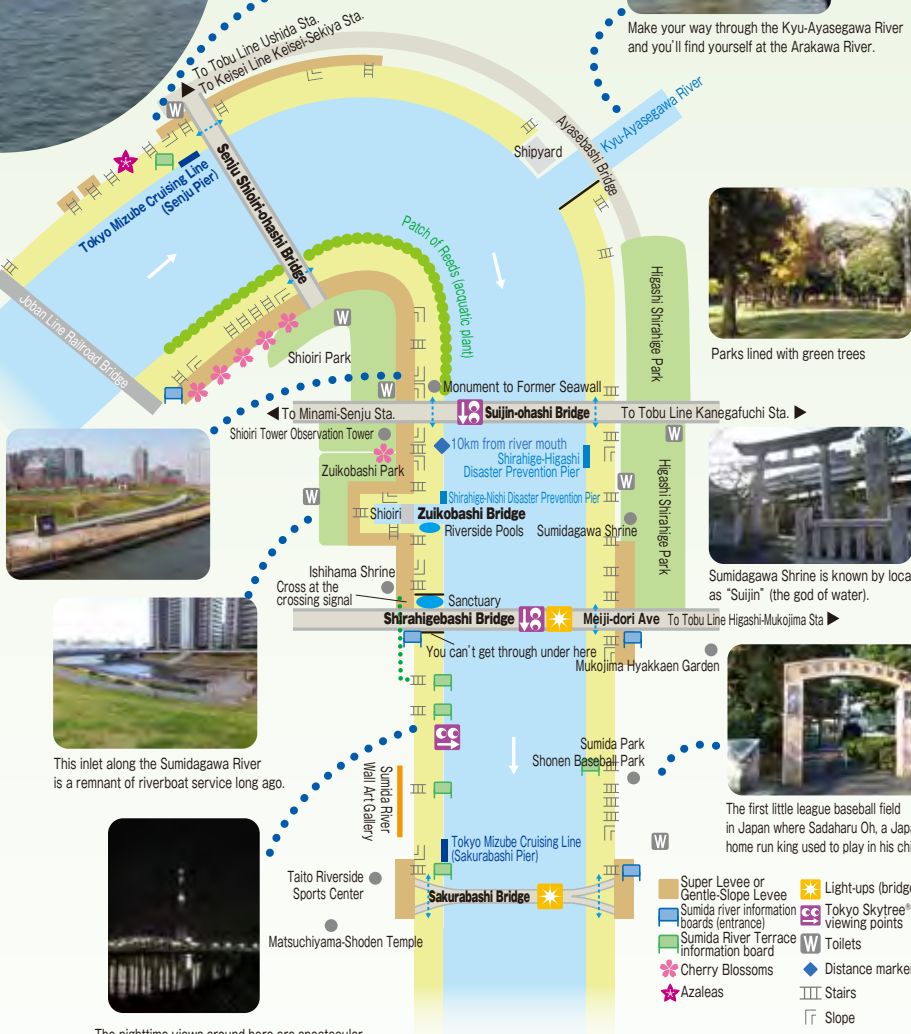 To Tobu Line Ushida Sta.
To Keisei Line Keisei-Sekiya Sta.
Make your way through the Kyu-Ayasegawa River
and you'll find yourself at the Arakawa River.
W
Senju Shioiri-ohashi Bridge
Tokyo Mizube Cruising Line
(Senju Pier)
Shipyard
Ayasebashi Bridge
Kyu-Ayasegawa River
Patch of Reeds (acquatic plant)
Joban Line Railroad Bridge
W
Shioiri Park
Higashi Shirahige Park
Parks lined with green trees
W
Monument to Former Seawall
To Minami-Senju Sta.
Suijin-ohashi Bridge
To Tobu Line Kanegafuchi Sta.
Shioiri Tower Observation Tower
W
10km from river mouth
Shirahige-Higashi
Disaster Prevention Pier
Zuikobashi Park
Higashi Shirahige Park
W
W
Shirahige-Nishi Disaster Prevention Pier
Shioiri
Zuikobashi Bridge
Riverside Pools
Sumidagawa Shrine
Ishihama Shrine
Cross at the
crossing signal
Sanctuary
Sumidagawa Shrine is known by loca
as "Suijin" (the god of water).
Shirahigebashi Bridge
Meiji-dori Ave
To Tobu Line Higashi-Mukojima Sta
You can't get through under here
Mukojima Hyakkaen Garden
This inlet along the Sumidagawa River
is a remnant of riverboat service long ago.
Sumida Park
Shonen Baseball Park
Sumida River
Wall Art Gallery
The first little league baseball field
in Japan where Sadaharu Oh, a Japa
home run king used to play in his chi
Tokyo Mizube Cruising Line
(Sakurabashi Pier)
W
Taito Riverside
Sports Center
Sakurabashi Bridge
Matsuchiyama-Shoden Temple
Super Levee or
Gentle-Slope Levee
Sumida river information
boards (entrance)
Sumida River Terrace
information board
Cherry Blossoms
Azaleas
Light-ups (bridge
Tokyo Skytree®
viewing points
W Toilets
Distance marker
Stairs
Slope
The nighttime views around here are spectacular